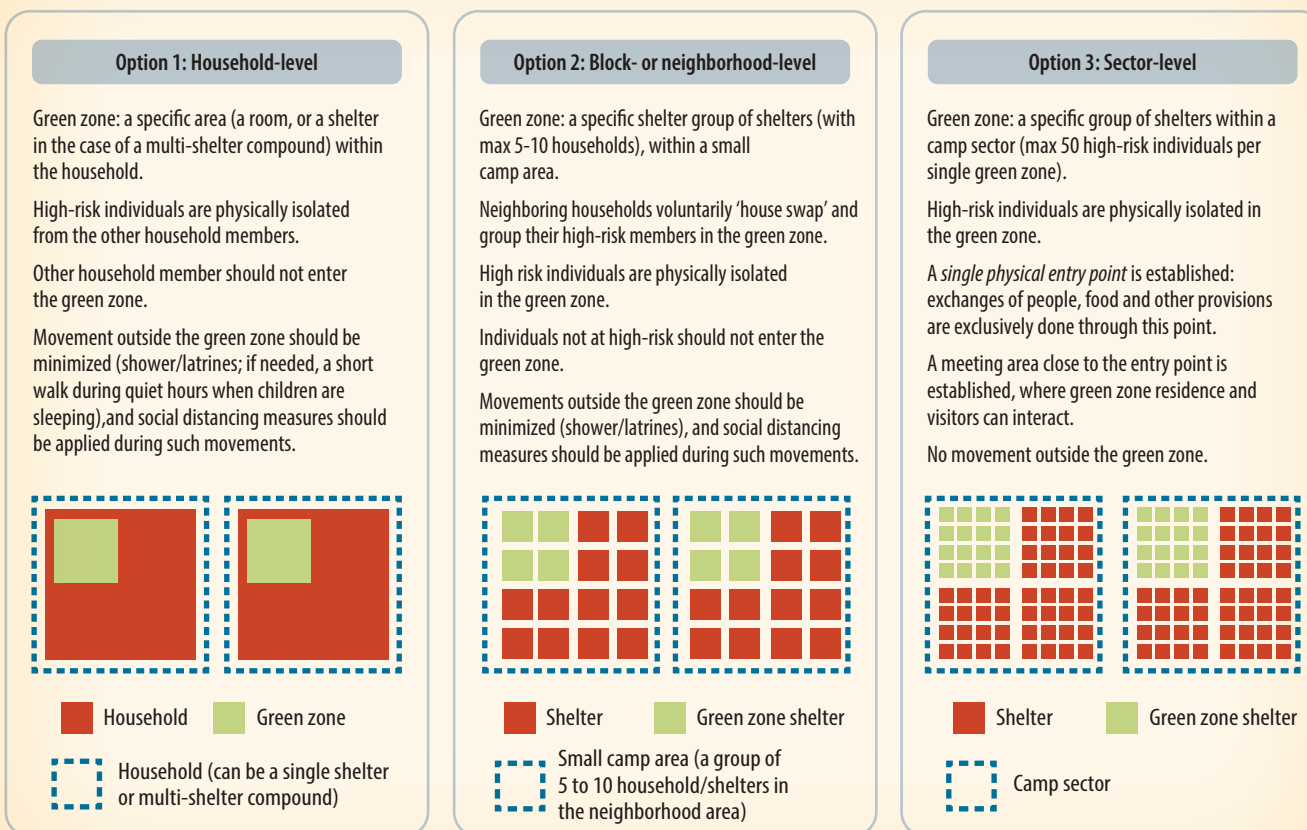 Option 1: Household-level
Green zone: a specific area (a room, or a shelter
in the case of a multi-shelter compound) within
the household.
High-risk individuals are physically isolated
from the other household members.
Other household member should not enter
the green zone.
Movement outside the green zone should be
minimized (shower/latrines; if needed, a short
walk during quiet hours when children are
sleeping),and social distancing measures should
be applied during such movements.
Household
Green zone
Household (can be a single shelter
or multi-shelter compound)
Option 2: Block- or neighborhood-level
Green zone: a specific shelter group of shelters (with
max 5-10 households), within a small
camp area.
Neighboring households voluntarily ‘house swap’ and
group their high-risk members in the green zone.
High risk individuals are physically isolated
in the green zone.
Individuals not at high-risk should not enter the
green zone.
Movements outside the green zone should be
minimized (shower/latrines), and social distancing
measures should be applied during such movements.
Shelter
Green zone shelter
Small camp area (a group of
5 to 10 household/shelters in
the neighborhood area)
Option 3: Sector-level
Green zone: a specific group of shelters within a
camp sector (max 50 high-risk individuals per
single green zone).
High-risk individuals are physically isolated in
the green zone.
A single physical entry point is established:
exchanges of people, food and other provisions
are exclusively done through this point.
A meeting area close to the entry point is
established, where green zone residence and
visitors can interact.
No movement outside the green zone.
Shelter
Green zone shelter
Camp sector